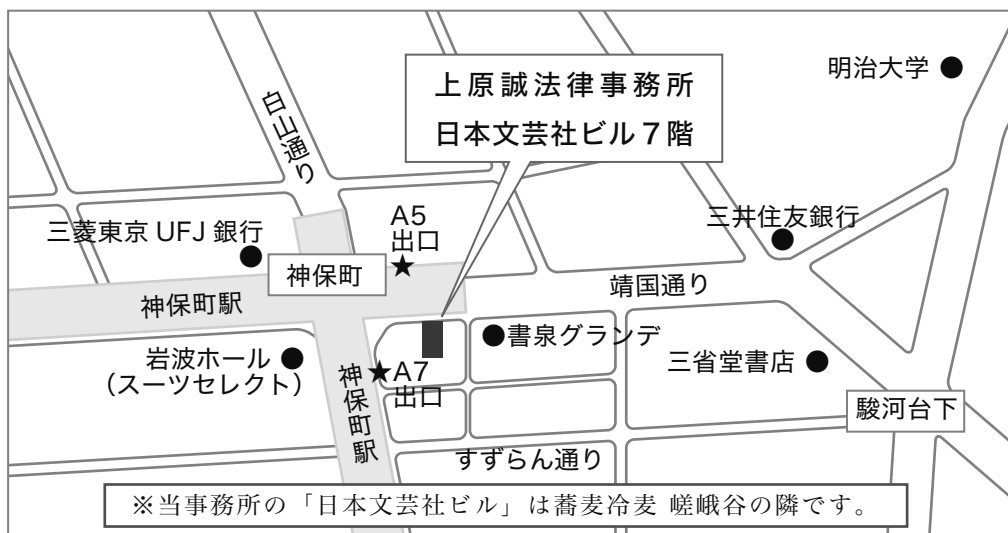 明治大学
上原誠法律事務所
日本文芸社ビル7階
白山通り
三菱東京 UFJ 銀行
A5
出口
三井住友銀行
神保町
靖国通り
神保町駅
書泉グランデ
岩波ホール
（スーツセレクト）
神保町駅
A7
出口
三省堂書店
駿河台下
すずらん通り
※当事務所の「日本文芸社ビル」は蕎麦冷麦 嵯峨谷の隣です。